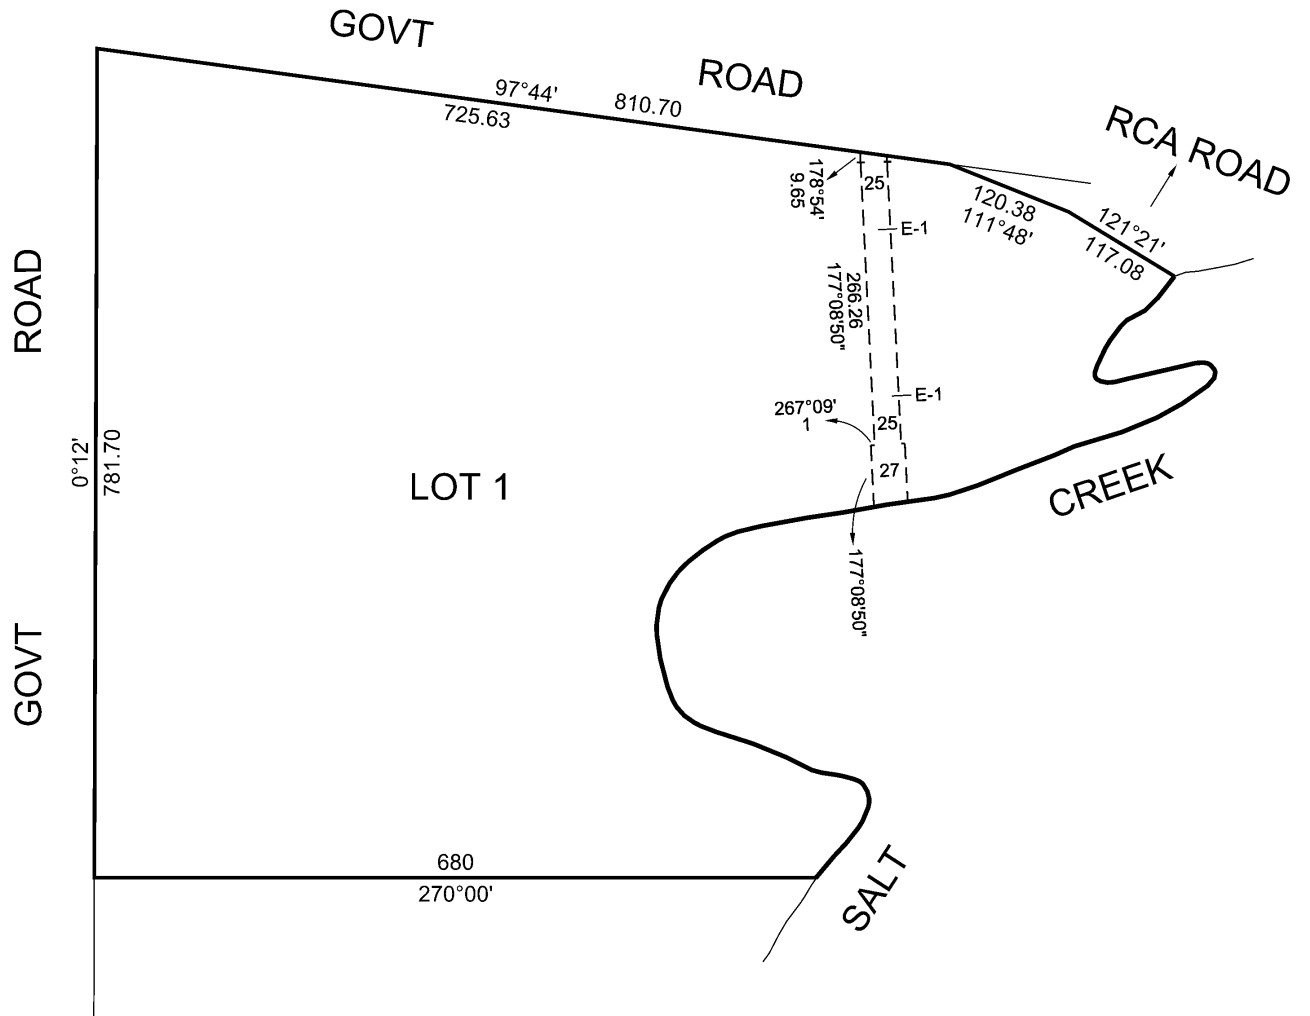 GOVT
ROAD
97°44'
810.70
725.63
RCA ROAD
178°54'
9.65
25
E-1
120.38
111°48'
121°21'
117.08
ROAD
266.26
177°08'50"
E-1
267°09'
1
25
27
0°12'
781.70
LOT 1
CREEK
177°08'50"
GOVT
680
270°00'
SALT